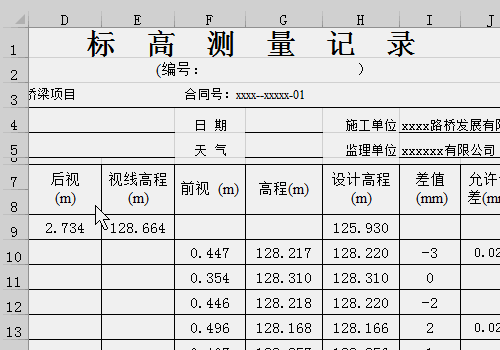 D E F G H I J
1 标高测量记录
2 (编号： )
3 桥梁项目 合同号：xxxx--xxxxx-01
4 日 期 施工单位 xxxx路桥发展有限
5 天 气 监理单位 xxxxxx有限公司
7 后视 视线高程 前视 (m) 高程(m) 设计高程 差值 允许
8 (m) (m) (m) (mm) 差(m
9 2.734 128.664 125.930
10 0.447 128.217 128.220 -3 0.02
11 0.354 128.310 128.310 0
12 0.446 128.218 128.220 -2
13 0.496 128.168 128.166 2 0.02